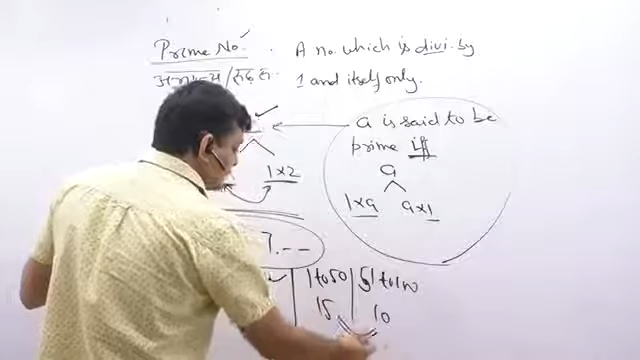 Prime No. A no. which is divi. by
अभाज्य / रूढ़ सं. 1 and itself only.
a is said to be
prime iff
1×2 a
1×a a×1
7. --
1 to 50 51 to 100
15 10